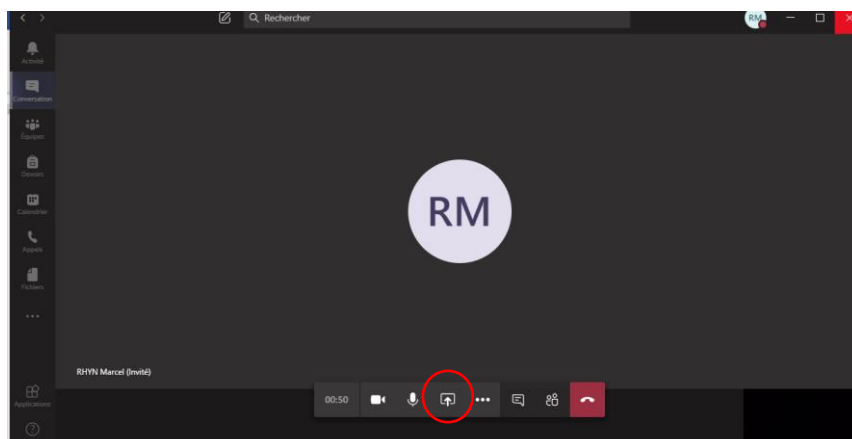 Rechercher
RM
Activité
Conversation
Équipes
Devoirs
Calendrier
Appels
Fichiers
RM
RHYN Marcel (Invité)
00:50
Applications